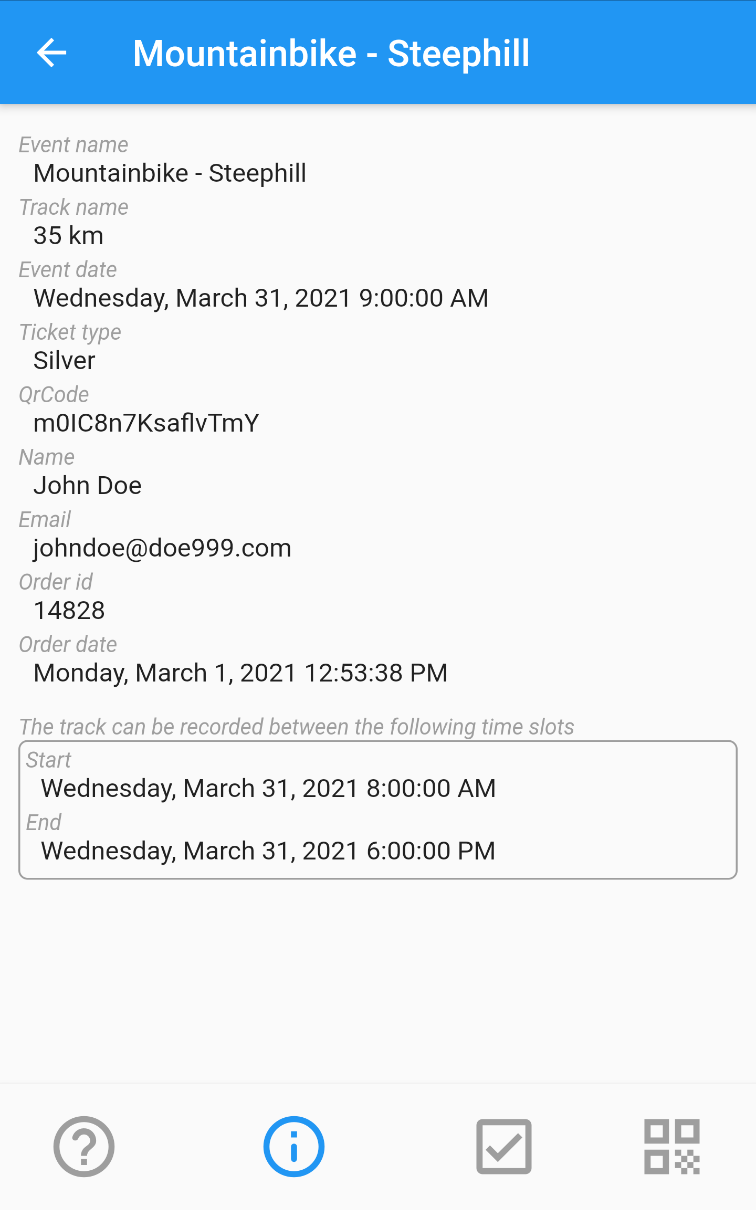 Mountainbike - Steephill
Event name
Mountainbike - Steephill
Track name
35 km
Event date
Wednesday, March 31, 2021 9:00:00 AM
Ticket type
Silver
QrCode
m0IC8n7KsaflvTmY
Name
John Doe
Email
johndoe@doe999.com
Order id
14828
Order date
Monday, March 1, 2021 12:53:38 PM
The track can be recorded between the following time slots
Start
Wednesday, March 31, 2021 8:00:00 AM
End
Wednesday, March 31, 2021 6:00:00 PM